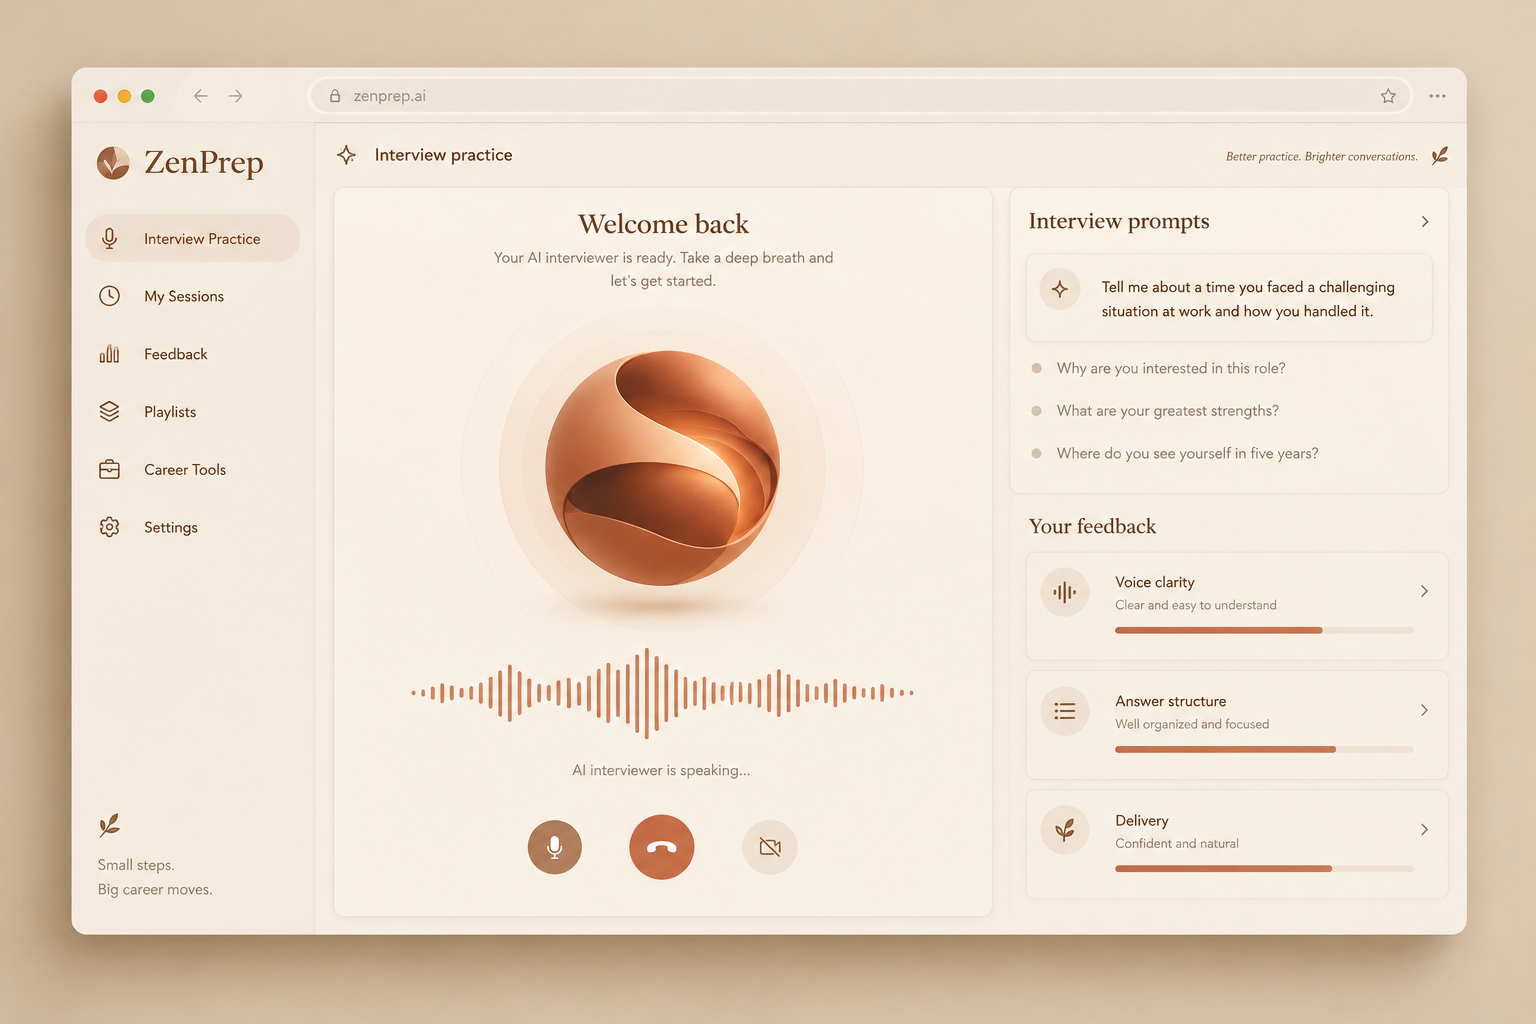 zenprep.ai
ZenPrep
Interview practice
Better practice. Brighter conversations.
Interview Practice
My Sessions
Feedback
Playlists
Career Tools
Settings
Small steps.
Big career moves.
Welcome back
Your AI interviewer is ready. Take a deep breath and
let's get started.
AI interviewer is speaking...
Interview prompts
Tell me about a time you faced a challenging
situation at work and how you handled it.
Why are you interested in this role?
What are your greatest strengths?
Where do you see yourself in five years?
Your feedback
Voice clarity
Clear and easy to understand
Answer structure
Well organized and focused
Delivery
Confident and natural